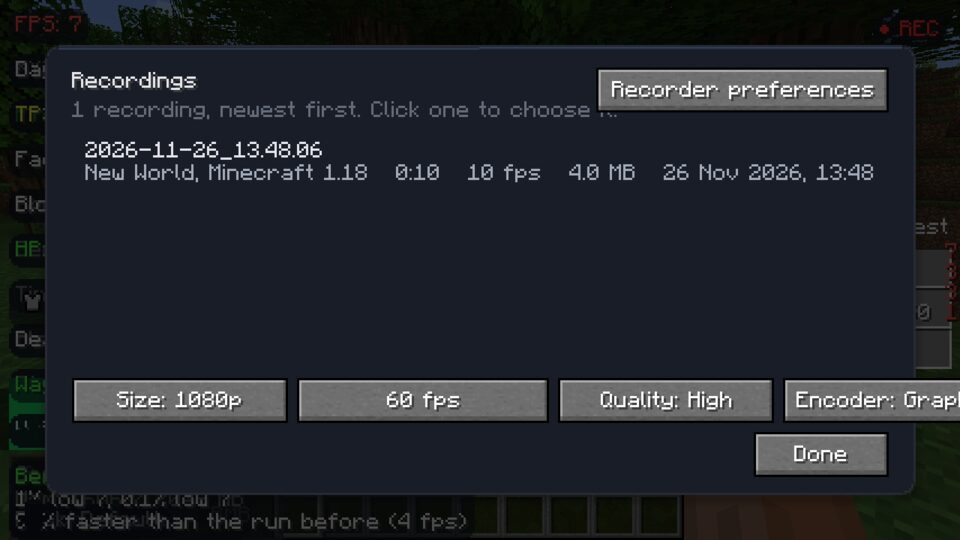 FPS: 7
REC
Recordings
Recorder preferences
1 recording, newest first. Click one to choose it.
2026-11-26_13.48.06
New World, Minecraft 1.18 0:10 10 fps 4.0 MB 26 Nov 2026, 13:48
TP
Size: 1080p
60 fps
Quality: High
Encoder: Grap
Done
faster than the run before (4 fps)